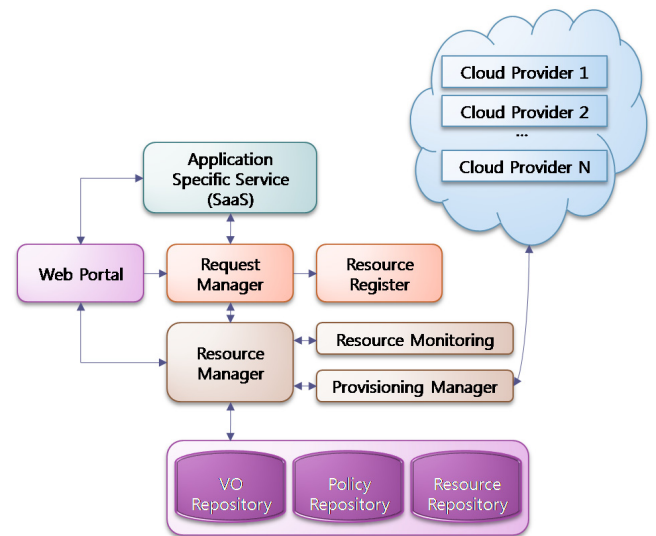 Cloud Provider 1
Cloud Provider 2
...
Cloud Provider N
Application
Specific Service
(SaaS)
Web Portal
Request
Manager
Resource
Register
Resource
Manager
Resource Monitoring
Provisioning Manager
VO
Repository
Policy
Repository
Resource
Repository